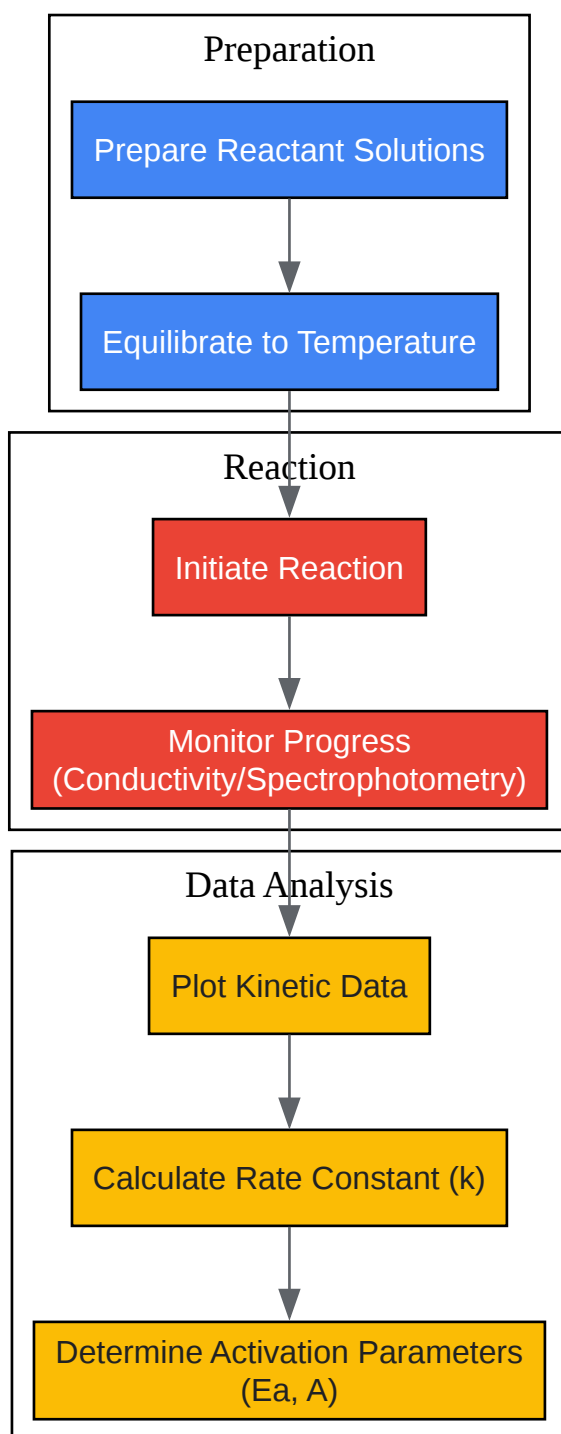 Preparation
Prepare Reactant Solutions
Equilibrate to Temperature
Reaction
Initiate Reaction
Monitor Progress
(Conductivity/Spectrophotometry)
Data Analysis
Plot Kinetic Data
Calculate Rate Constant (k)
Determine Activation Parameters
(Ea, A)